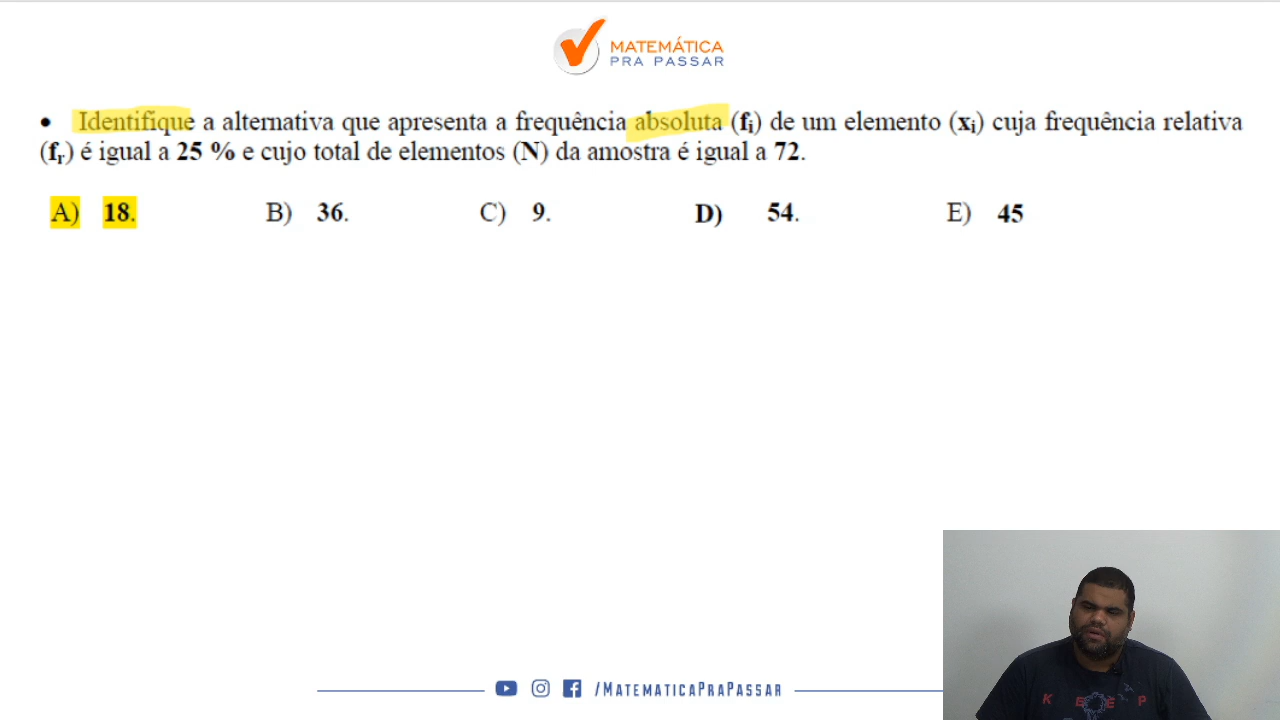 MATEMÁTICA
PRA PASSAR
• Identifique a alternativa que apresenta a frequência absoluta (fi) de um elemento (xi) cuja frequência relativa
(fr) é igual a 25 % e cujo total de elementos (N) da amostra é igual a 72.
A) 18. B) 36. C) 9. D) 54. E) 45
K E E P
/MATEMATICAPRAPASSAR